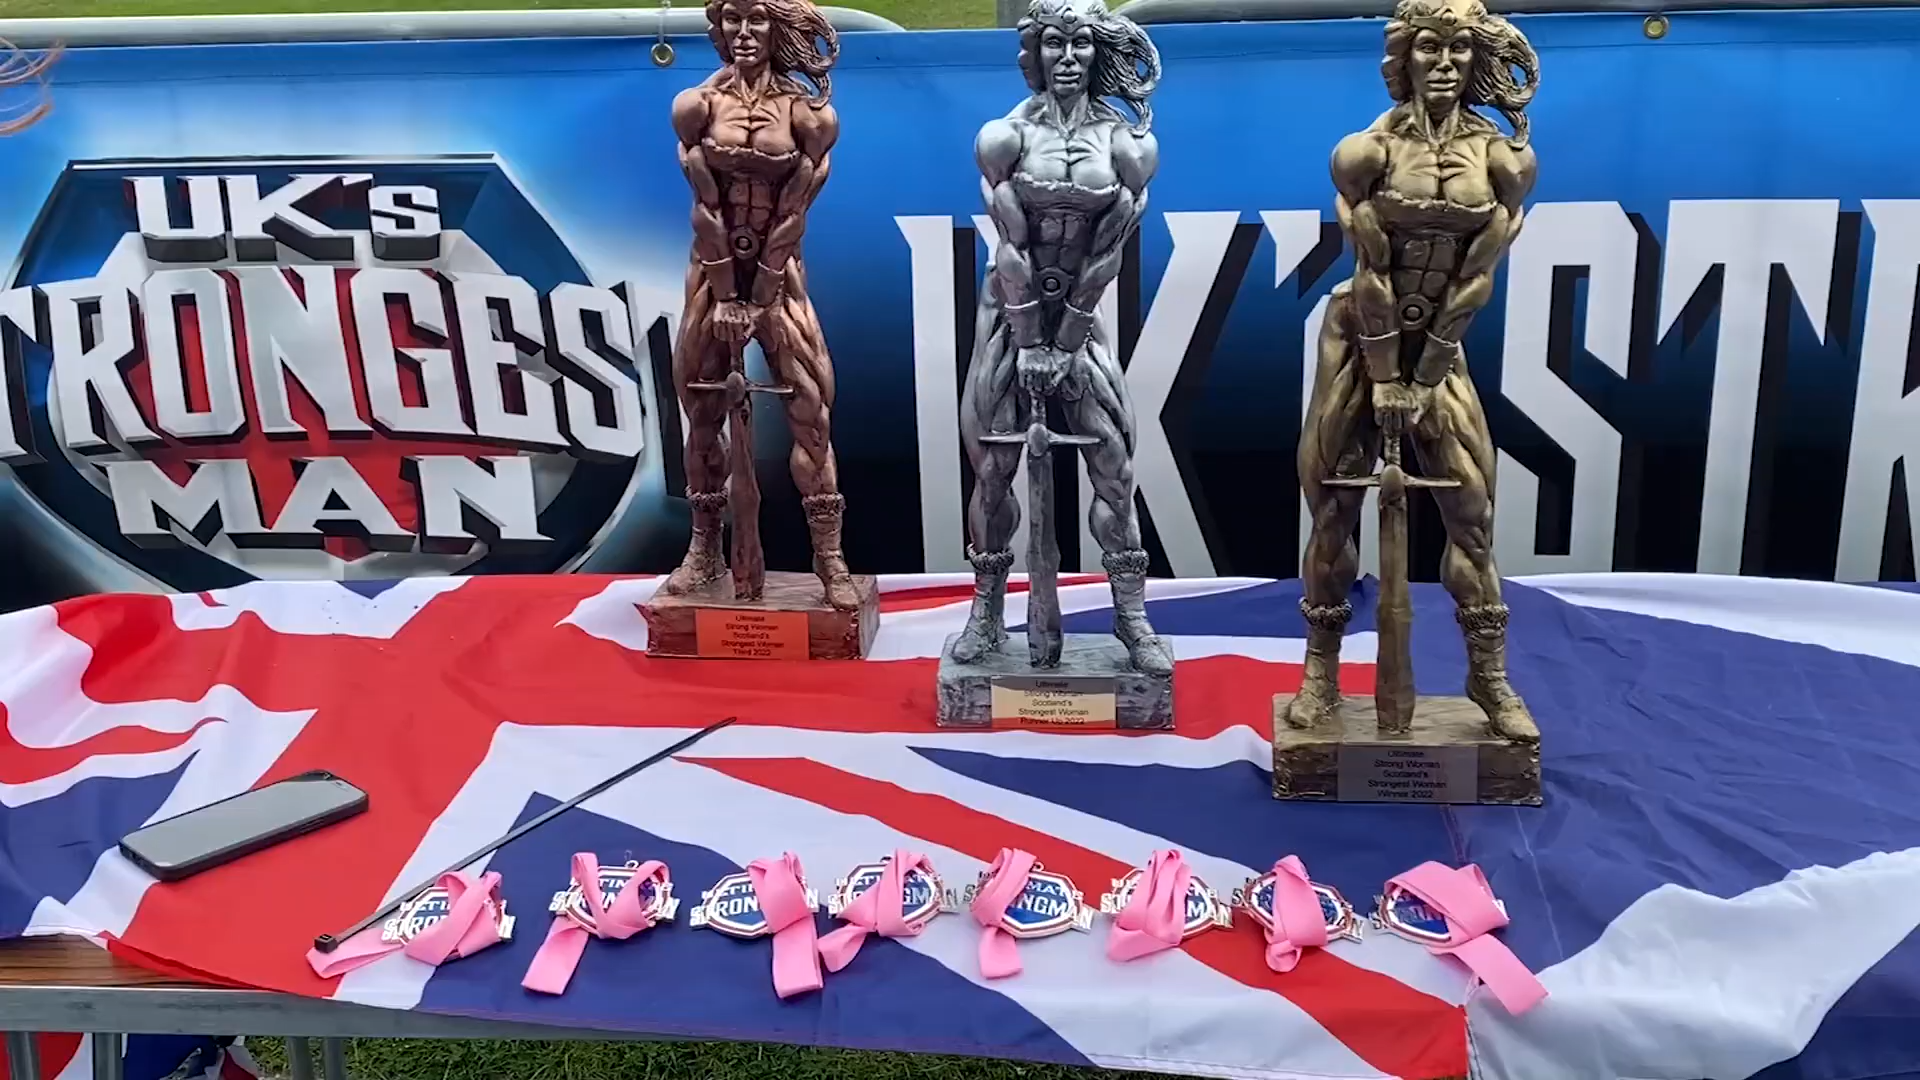 UK's
STRONGEST
MAN
UK'S STR
Ultimate
Strong Woman
Scotland's
Strongest Woman
Third 2022
Ultimate
Strong Woman
Scotland's
Strongest Woman
Runner Up 2022
Ultimate
Strong Woman
Scotland's
Strongest Woman
Winner 2022